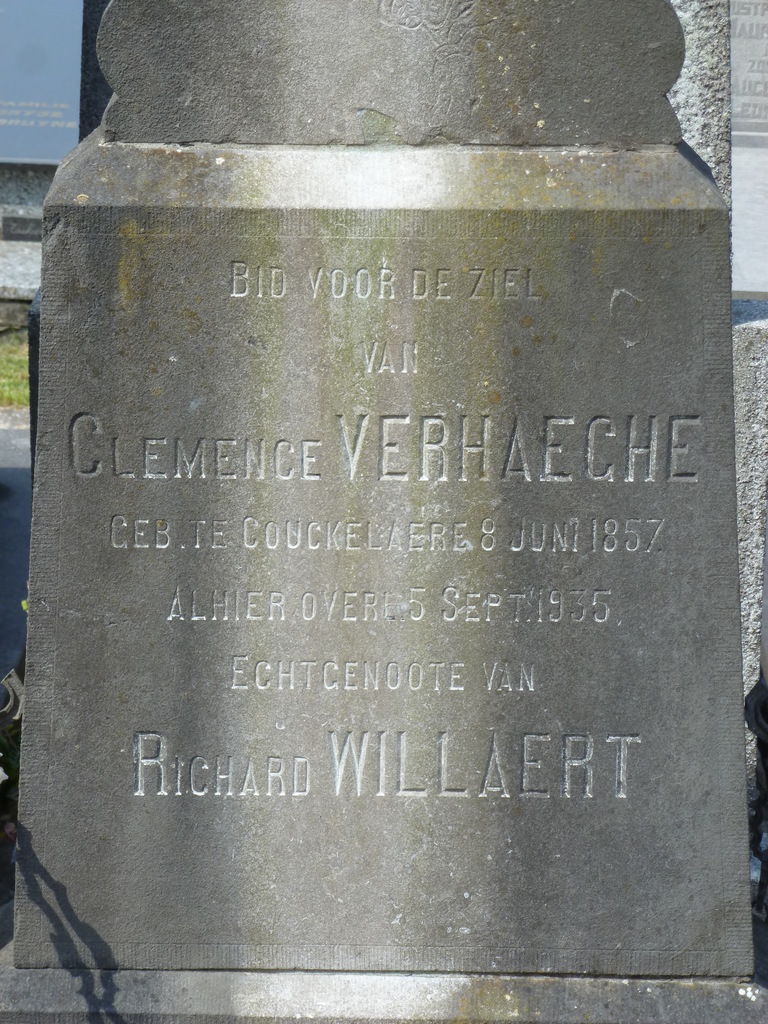 BID VOOR DE ZIEL
VAN
CLEMENCE VERHAEGHE
GEB. TE COUCKELAERE 8 JUNI 1857
ALHIER OVERL. 5 SEPT. 1935.
ECHTGENOOTE VAN
RICHARD WILLAERT